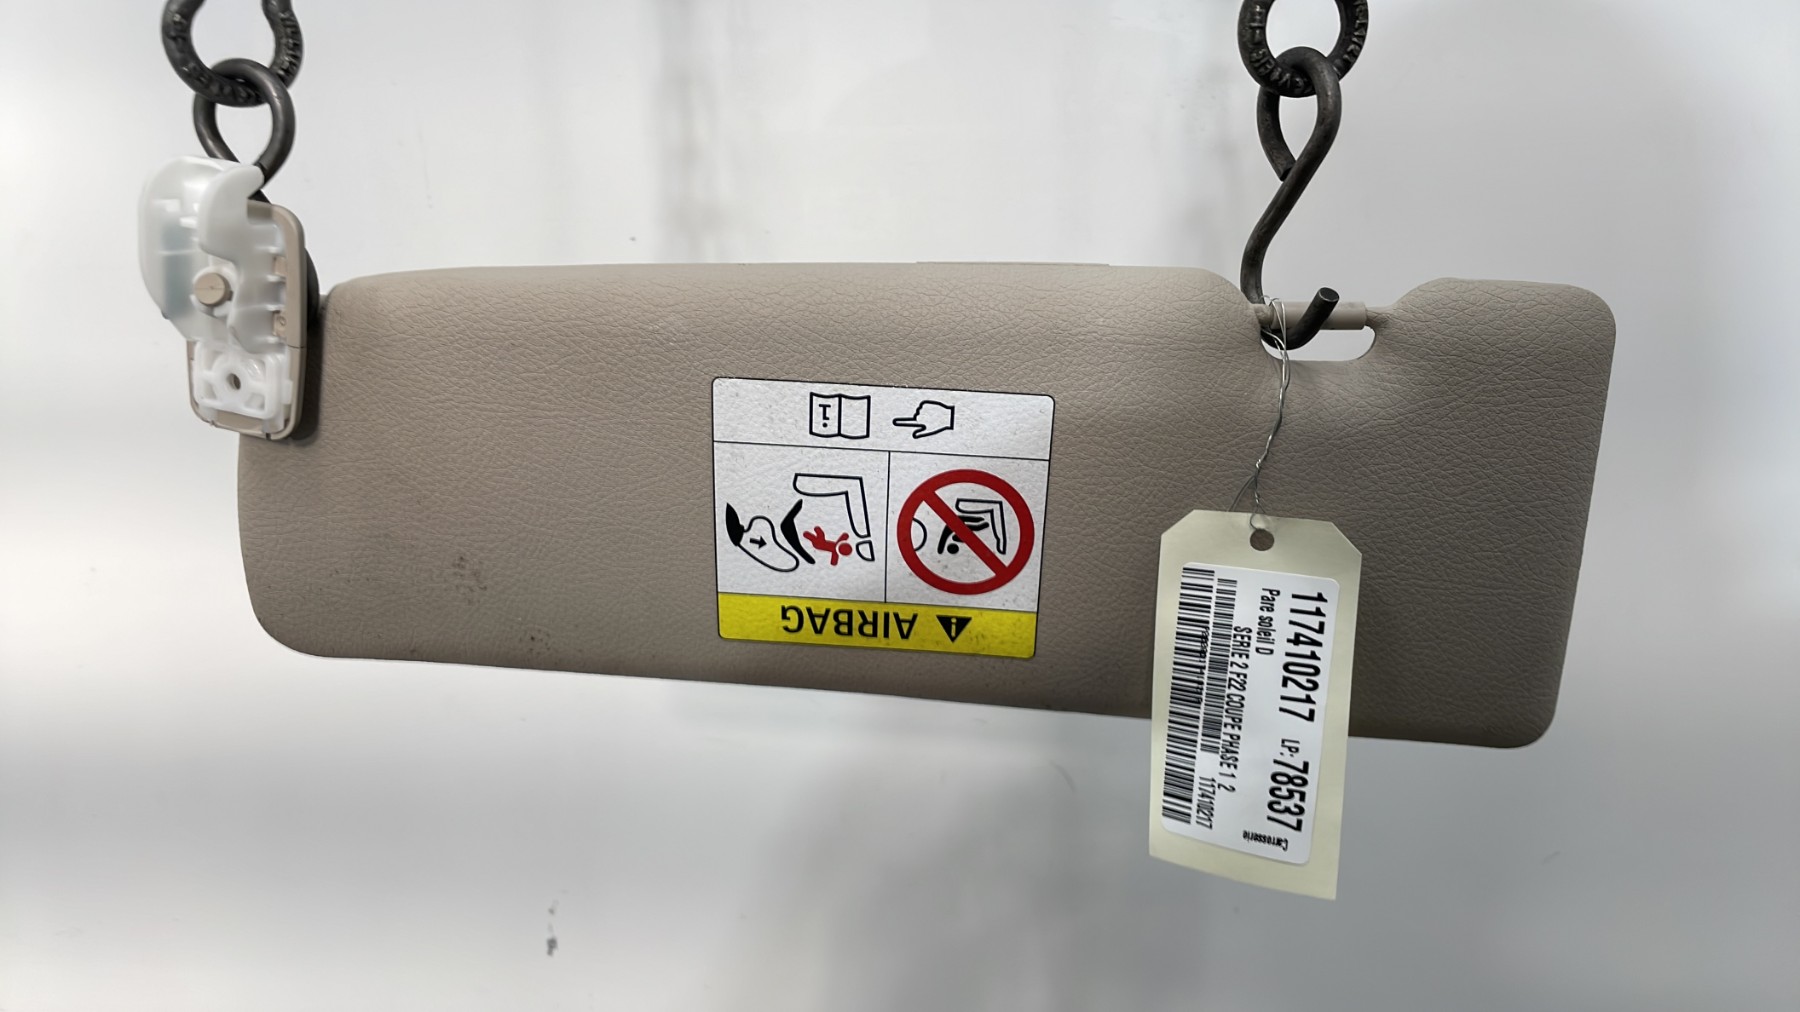 AIRBAG
117410217 LP: 78537
Pare soleil D
Carrosserie
SERIE 2 F22 COUPE PHASE 1 2
117410217